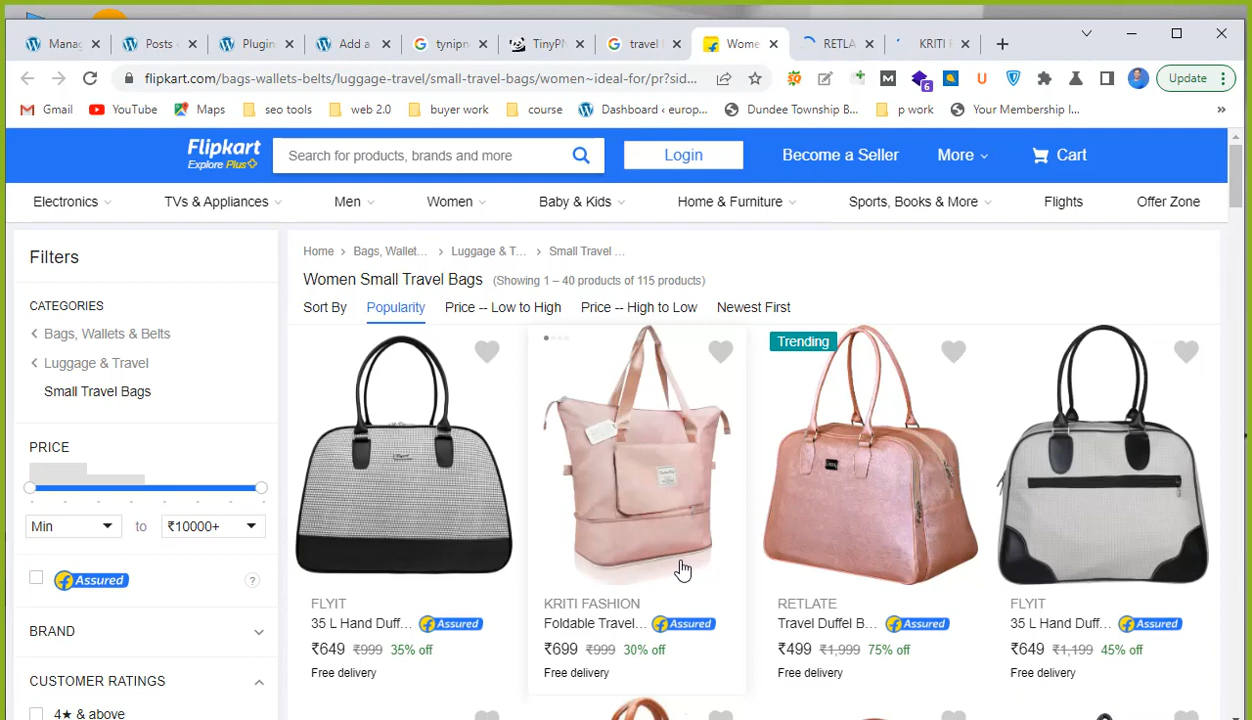 Manag
Posts ‹
Plugin
Add a
tynipn
TinyPN
travel
Wome
RETLA
KRITI F
flipkart.com/bags-wallets-belts/luggage-travel/small-travel-bags/women~ideal-for/pr?sid...
6
Update
Gmail
YouTube
Maps
seo tools
web 2.0
buyer work
course
Dashboard ‹ europ...
Dundee Township B...
p work
Your Membership I...
»
Flipkart
Explore Plus
Search for products, brands and more
Login
Become a Seller
More
Cart
Electronics
TVs & Appliances
Men
Women
Baby & Kids
Home & Furniture
Sports, Books & More
Flights
Offer Zone
Filters
CATEGORIES
Bags, Wallets & Belts
Luggage & Travel
Small Travel Bags
PRICE
Min
to
₹10000+
Assured
?
BRAND
CUSTOMER RATINGS
4★ & above
Home
Bags, Wallet...
Luggage & T...
Small Travel ...
Women Small Travel Bags (Showing 1 – 40 products of 115 products)
Sort By
Popularity
Price -- Low to High
Price -- High to Low
Newest First
FLYIT
35 L Hand Duff...
Assured
₹649 ₹999 35% off
Free delivery
KRITI FASHION
Foldable Travel...
Assured
₹699 ₹999 30% off
Free delivery
Trending
RETLATE
Travel Duffel B...
Assured
₹499 ₹1,999 75% off
Free delivery
FLYIT
35 L Hand Duff...
Assured
₹649 ₹1,199 45% off
Free delivery